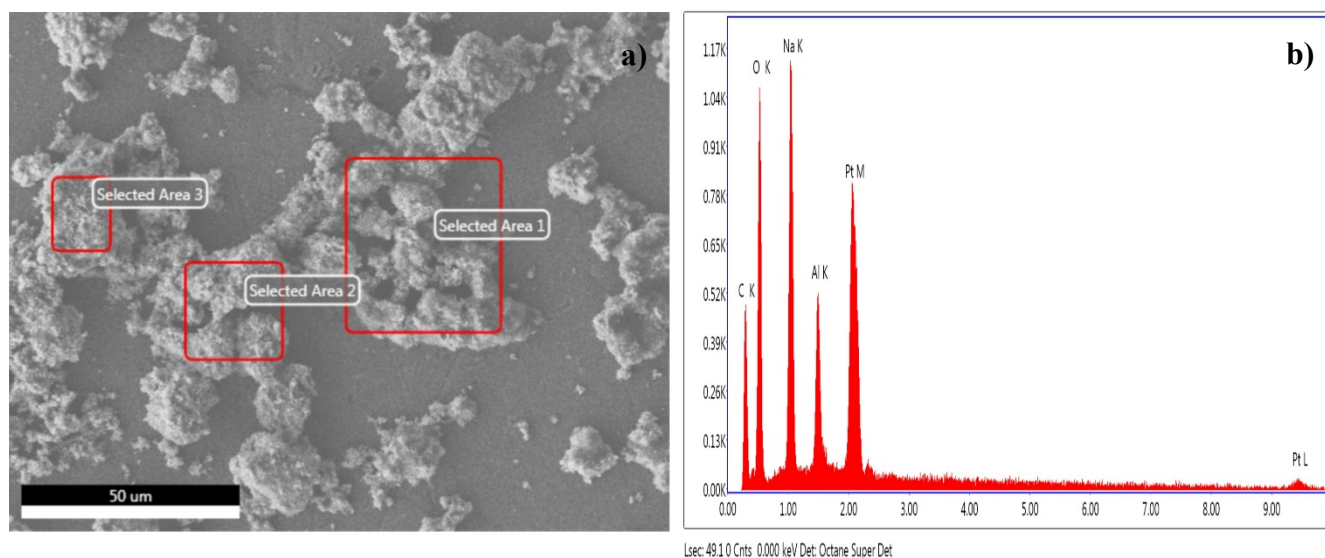 a)
Selected Area 3
Selected Area 1
Selected Area 2
50 um
b)
1.17K
1.04K
0.91K
0.78K
0.65K
0.52K
0.39K
0.26K
0.13K
0.00K
C K
O K
Na K
Al K
Pt M
Pt L
0.00 1.00 2.00 3.00 4.00 5.00 6.00 7.00 8.00 9.00
Lsec: 49.1 0 Cnts 0.000 keV Det: Octane Super Det